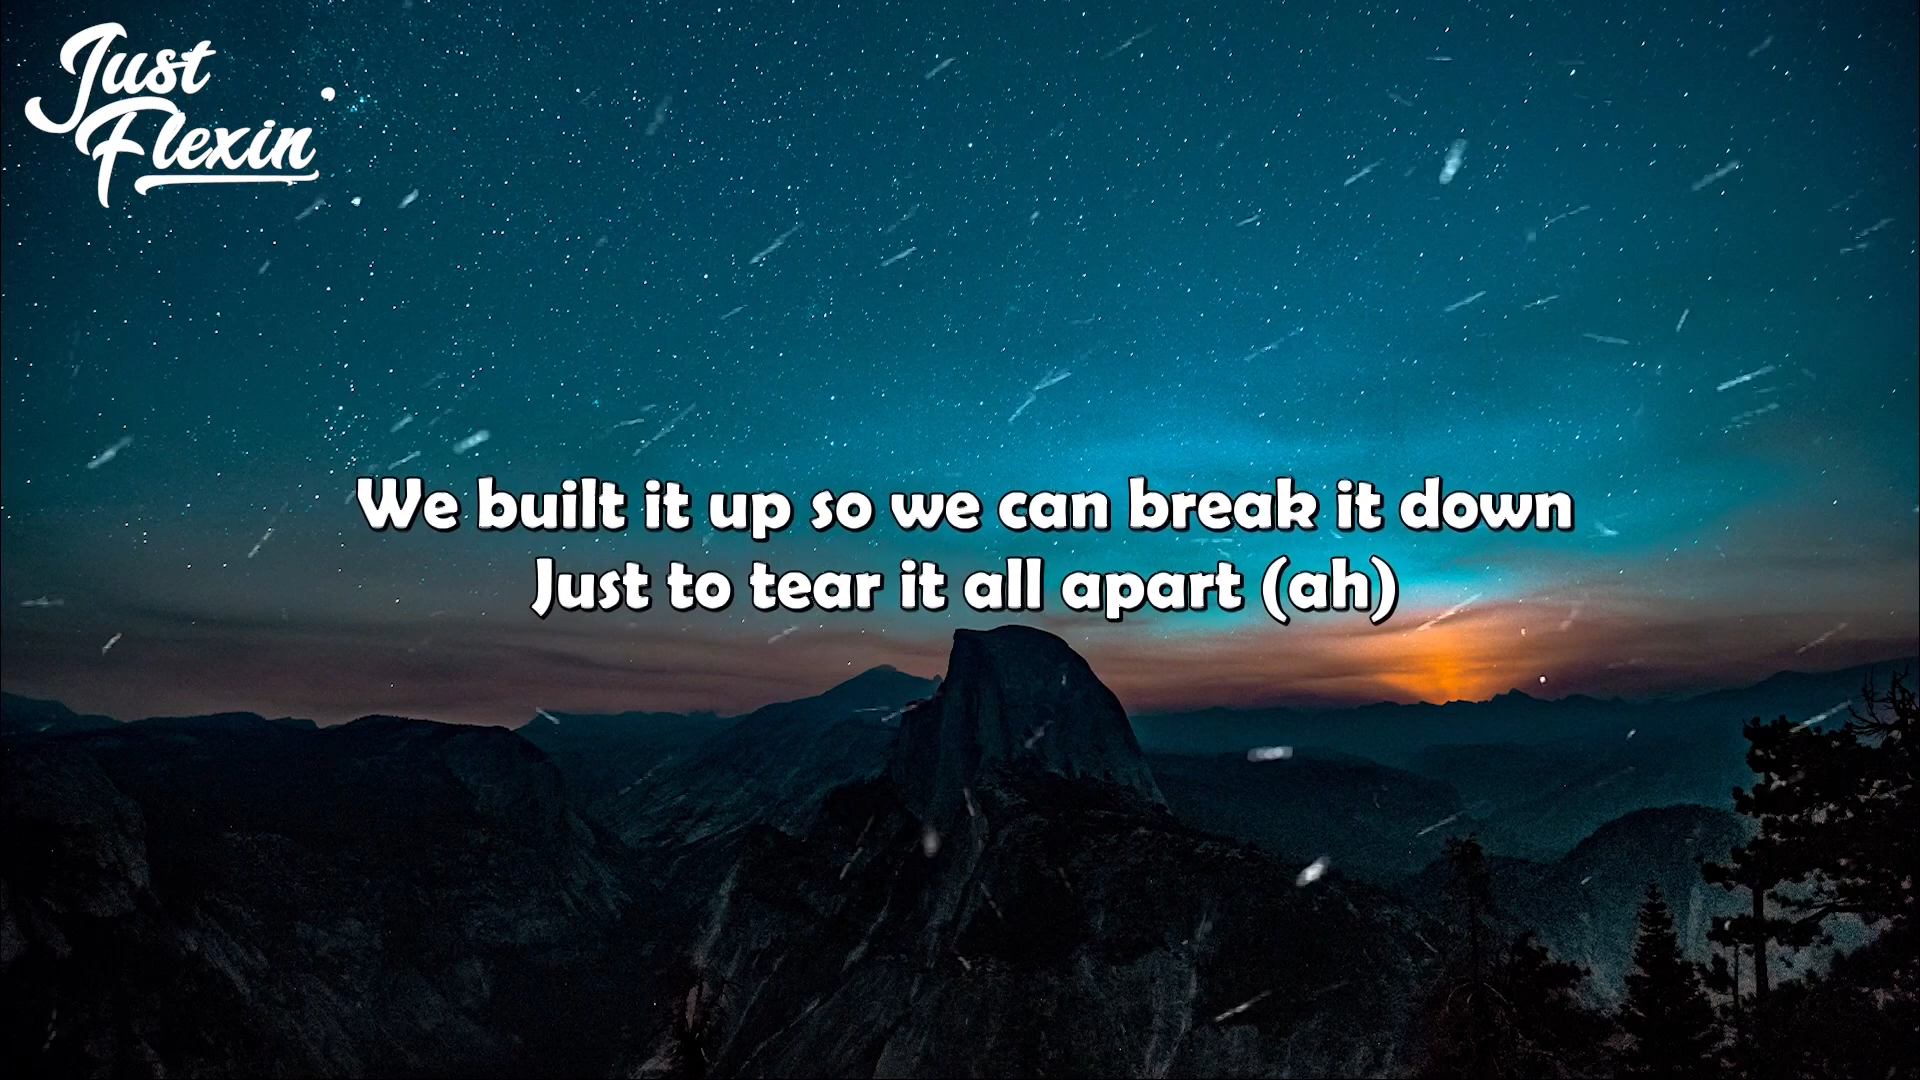 Just
Flexin
We built it up so we can break it down
Just to tear it all apart (ah)